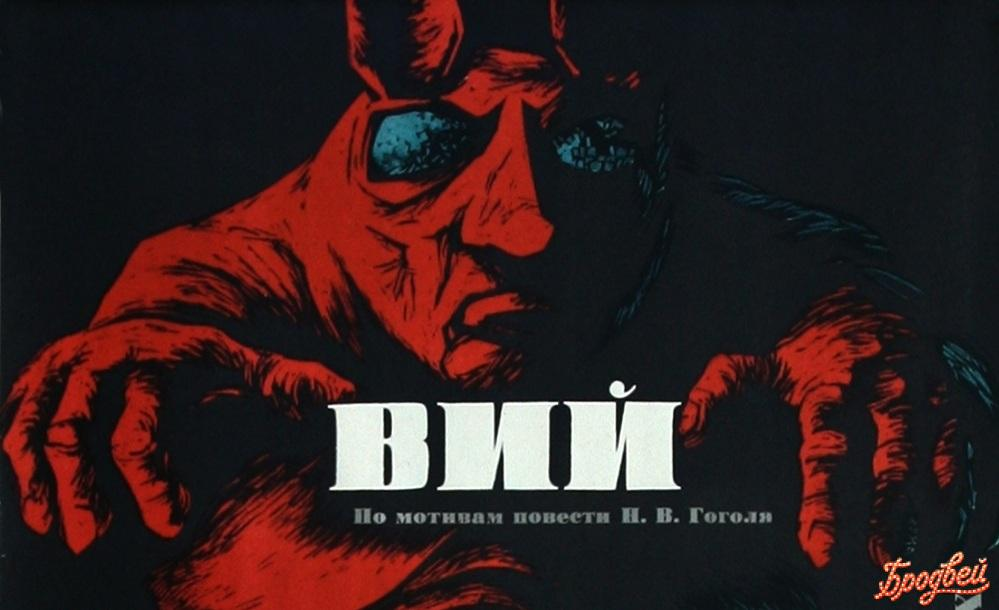 ВИЙ
По мотивам повести Н. В. Гоголя
Бродвей